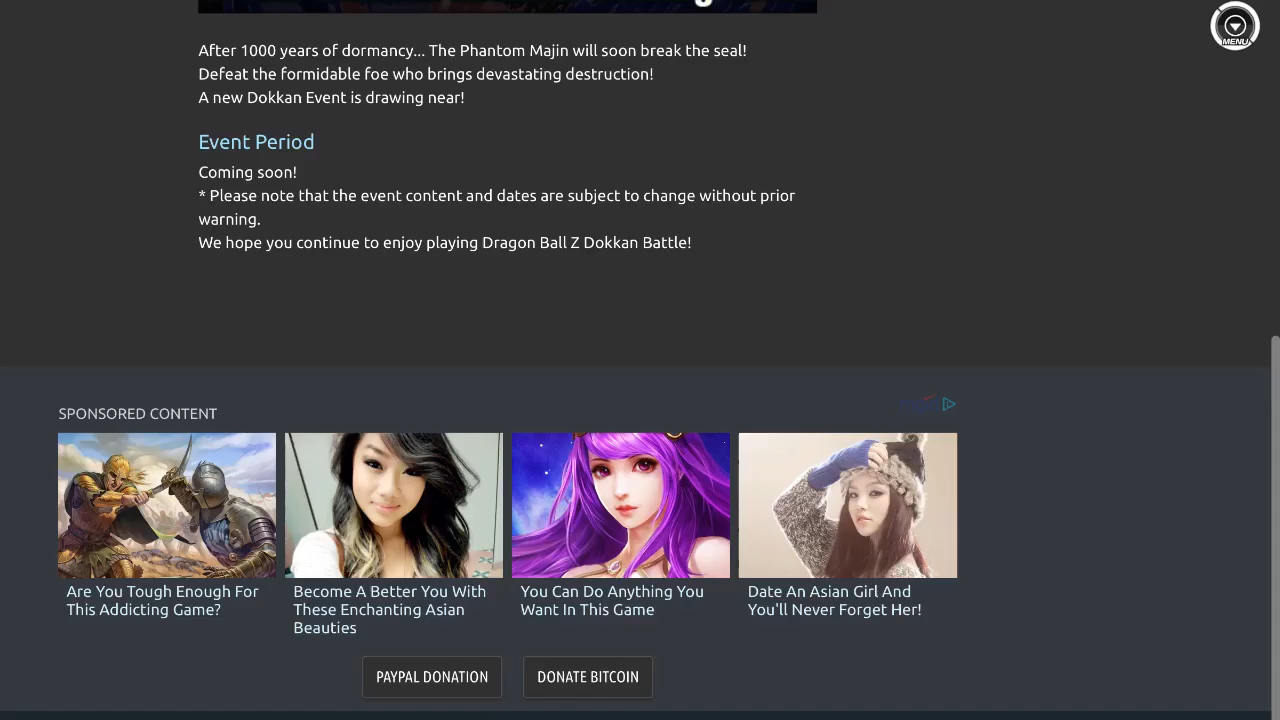 MENU
After 1000 years of dormancy... The Phantom Majin will soon break the seal!
Defeat the formidable foe who brings devastating destruction!
A new Dokkan Event is drawing near!
Event Period
Coming soon!
* Please note that the event content and dates are subject to change without prior
warning.
We hope you continue to enjoy playing Dragon Ball Z Dokkan Battle!
SPONSORED CONTENT
Are You Tough Enough For
This Addicting Game?
Become A Better You With
These Enchanting Asian
Beauties
You Can Do Anything You
Want In This Game
Date An Asian Girl And
You'll Never Forget Her!
PAYPAL DONATION
DONATE BITCOIN